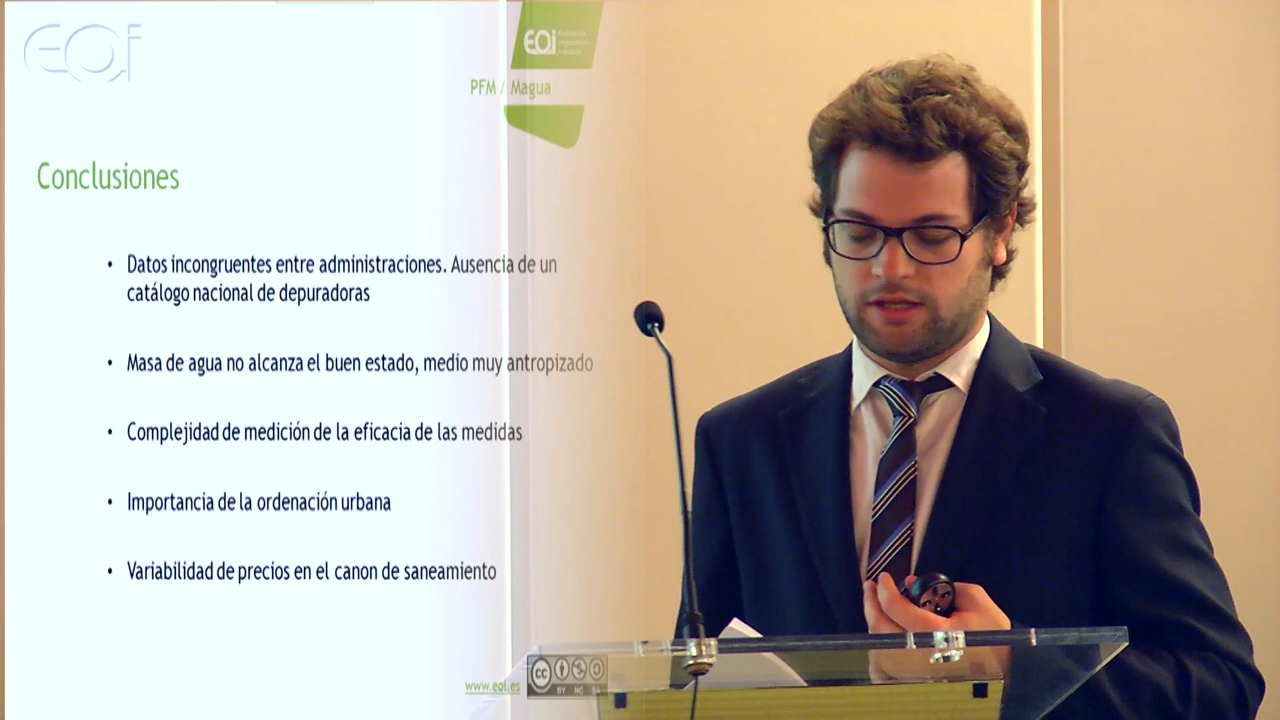 EOI
EOI
PFM / Magua
Conclusiones
• Datos incongruentes entre administraciones. Ausencia de un
catálogo nacional de depuradoras
• Masa de agua no alcanza el buen estado, medio muy antropizado
• Complejidad de medición de la eficacia de las medidas
• Importancia de la ordenación urbana
• Variabilidad de precios en el canon de saneamiento
www.eoi.es
cc
BY NC SA